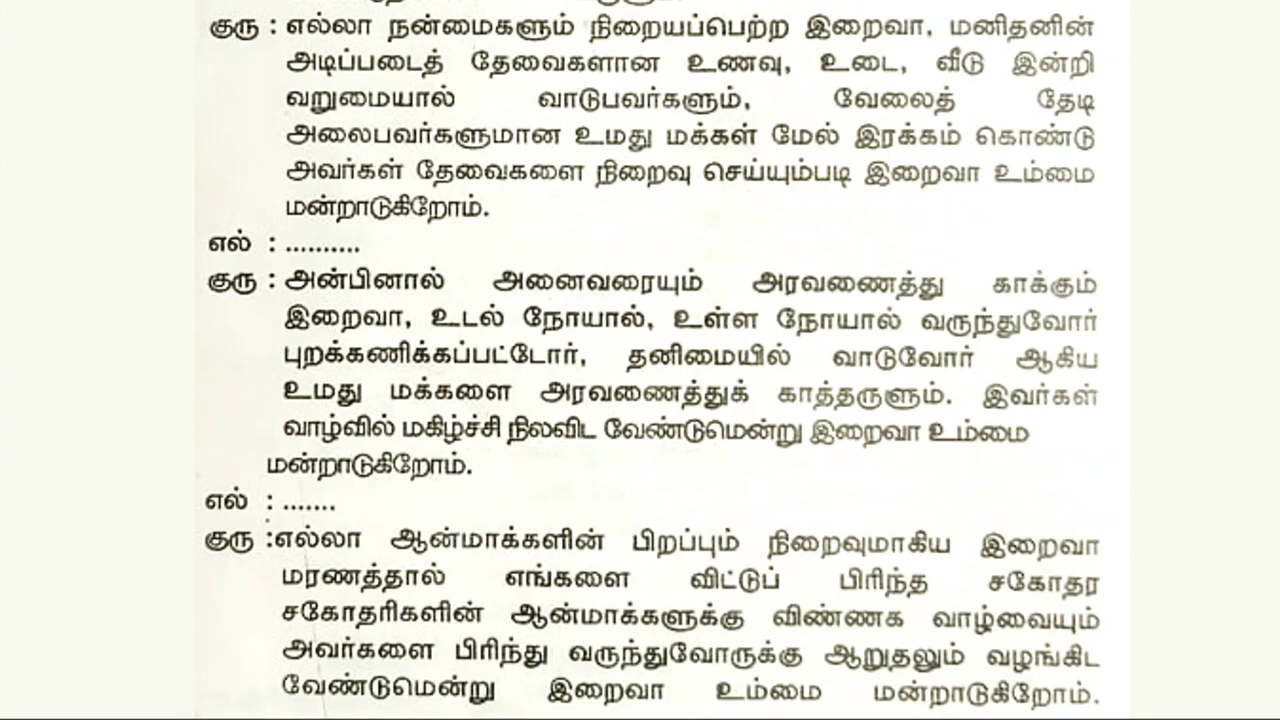 குரு : எல்லா நன்மைகளும் நிறையப்பெற்ற இறைவா, மனிதனின்
அடிப்படைத் தேவைகளான உணவு, உடை, வீடு இன்றி
வறுமையால் வாடுபவர்களும், வேலைத் தேடி
அலைபவர்களுமான உமது மக்கள் மேல் இரக்கம் கொண்டு
அவர்கள் தேவைகளை நிறைவு செய்யும்படி இறைவா உம்மை
மன்றாடுகிறோம்.
எல் : ..........
குரு : அன்பினால் அனைவரையும் அரவணைத்து காக்கும்
இறைவா, உடல் நோயால், உள்ள நோயால் வருந்துவோர்
புறக்கணிக்கப்பட்டோர், தனிமையில் வாடுவோர் ஆகிய
உமது மக்களை அரவணைத்துக் காத்தருளும். இவர்கள்
வாழ்வில் மகிழ்ச்சி நிலவிட வேண்டுமென்று இறைவா உம்மை
மன்றாடுகிறோம்.
எல் : .......
குரு :எல்லா ஆன்மாக்களின் பிறப்பும் நிறைவுமாகிய இறைவா
மரணத்தால் எங்களை விட்டுப் பிரிந்த சகோதர
சகோதரிகளின் ஆன்மாக்களுக்கு விண்ணக வாழ்வையும்
அவர்களை பிரிந்து வருந்துவோருக்கு ஆறுதலும் வழங்கிட
வேண்டுமென்று இறைவா உம்மை மன்றாடுகிறோம்.